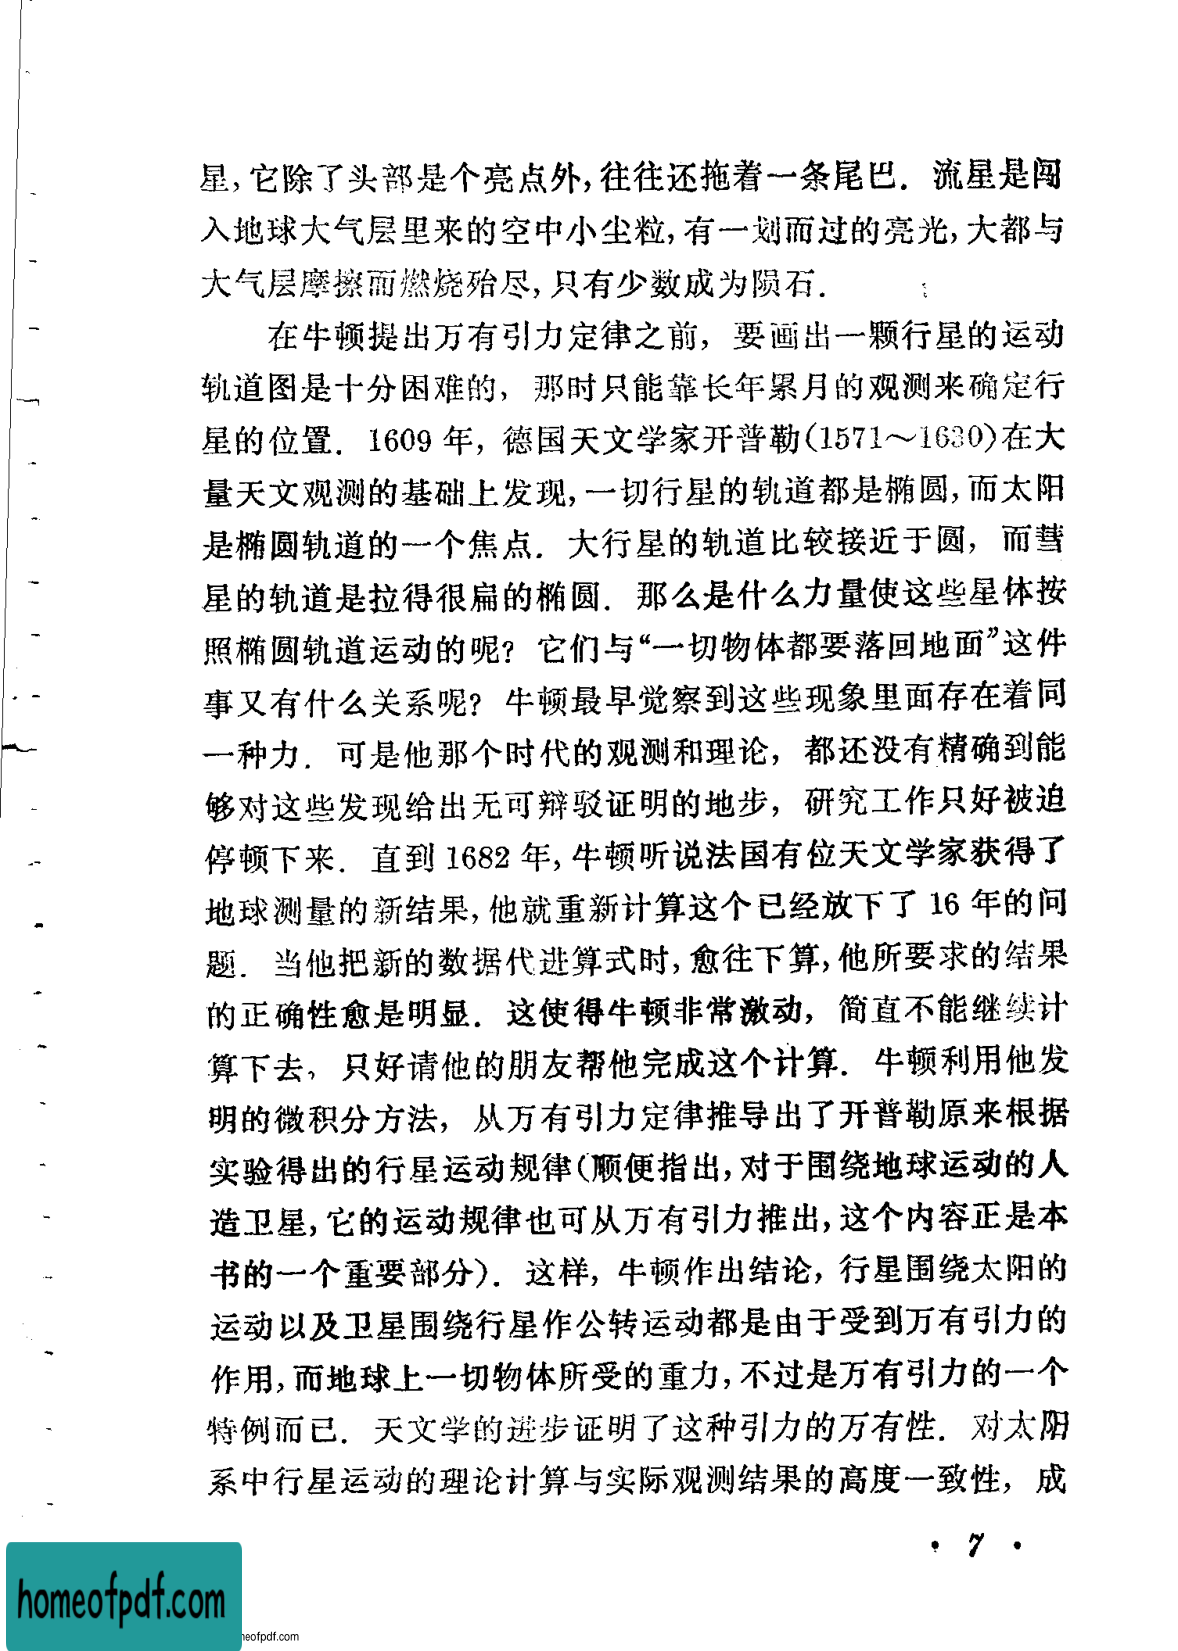 星,它除了头部是个亮点外,往往还拖着一条尾巴．流星是闯
入地球大气层里来的空中小尘粒,有一划而过的亮光,大都与
大气层摩擦而燃烧殆尽,只有少数成为陨石．
在牛顿提出万有引力定律之前，要画出一颗行星的运动
轨道图是十分困难的，那时只能靠长年累月的观测来确定行
星的位置．1609年，德国天文学家开普勒(1571～1630)在大
量天文观测的基础上发现,一切行星的轨道都是椭圆,而太阳
是椭圆轨道的一个焦点．大行星的轨道比较接近于圆，而彗
星的轨道是拉得很扁的椭圆．那么是什么力量使这些星体按
照椭圆轨道运动的呢？它们与“一切物体都要落回地面”这件
事又有什么关系呢？牛顿最早觉察到这些现象里面存在着同
一种力．可是他那个时代的观测和理论，都还没有精确到能
够对这些发现给出无可辩驳证明的地步，研究工作只好被迫
停顿下来．直到1682年,牛顿听说法国有位天文学家获得了
地球测量的新结果,他就重新计算这个已经放下了16年的问
题．当他把新的数据代进算式时,愈往下算,他所要求的结果
的正确性愈是明显．这使得牛顿非常激动，简直不能继续计
算下去，只好请他的朋友帮他完成这个计算．牛顿利用他发
明的微积分方法，从万有引力定律推导出了开普勒原来根据
实验得出的行星运动规律(顺便指出,对于围绕地球运动的人
造卫星,它的运动规律也可从万有引力推出,这个内容正是本
书的一个重要部分)．这样,牛顿作出结论,行星围绕太阳的
运动以及卫星围绕行星作公转运动都是由于受到万有引力的
作用,而地球上一切物体所受的重力,不过是万有引力的一个
特例而已．天文学的进步证明了这种引力的万有性．对太阳
系中行星运动的理论计算与实际观测结果的高度一致性，成
• 7 •
homeofpdf.com
eofpdf.com